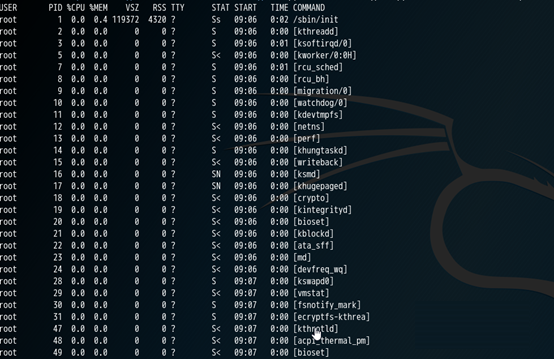 USER PID %CPU %MEM VSZ RSS TTY STAT START TIME COMMAND
root 1 0.0 0.4 119372 4320 ? Ss 09:06 0:02 /sbin/init
root 2 0.0 0.0 0 0 ? S 09:06 0:00 [kthreadd]
root 3 0.0 0.0 0 0 ? S 09:06 0:01 [ksoftirqd/0]
root 5 0.0 0.0 0 0 ? S< 09:06 0:00 [kworker/0:0H]
root 7 0.0 0.0 0 0 ? S 09:06 0:01 [rcu_sched]
root 8 0.0 0.0 0 0 ? S 09:06 0:00 [rcu_bh]
root 9 0.0 0.0 0 0 ? S 09:06 0:00 [migration/0]
root 10 0.0 0.0 0 0 ? S 09:06 0:00 [watchdog/0]
root 11 0.0 0.0 0 0 ? S 09:06 0:00 [kdevtmpfs]
root 12 0.0 0.0 0 0 ? S< 09:06 0:00 [netns]
root 13 0.0 0.0 0 0 ? S< 09:06 0:00 [perf]
root 14 0.0 0.0 0 0 ? S 09:06 0:00 [khungtaskd]
root 15 0.0 0.0 0 0 ? S< 09:06 0:00 [writeback]
root 16 0.0 0.0 0 0 ? SN 09:06 0:00 [ksmd]
root 17 0.0 0.0 0 0 ? SN 09:06 0:00 [khugepaged]
root 18 0.0 0.0 0 0 ? S< 09:06 0:00 [crypto]
root 19 0.0 0.0 0 0 ? S< 09:06 0:00 [kintegrityd]
root 20 0.0 0.0 0 0 ? S< 09:06 0:00 [bioset]
root 21 0.0 0.0 0 0 ? S< 09:06 0:00 [kblockd]
root 22 0.0 0.0 0 0 ? S< 09:06 0:00 [ata_sff]
root 23 0.0 0.0 0 0 ? S< 09:06 0:00 [md]
root 24 0.0 0.0 0 0 ? S< 09:06 0:00 [devfreq_wq]
root 28 0.0 0.0 0 0 ? S 09:07 0:00 [kswapd0]
root 29 0.0 0.0 0 0 ? S< 09:07 0:00 [vmstat]
root 30 0.0 0.0 0 0 ? S 09:07 0:00 [fsnotify_mark]
root 31 0.0 0.0 0 0 ? S 09:07 0:00 [ecryptfs-kthrea]
root 47 0.0 0.0 0 0 ? S< 09:07 0:00 [kthrotld]
root 48 0.0 0.0 0 0 ? S< 09:07 0:00 [acpi_thermal_pm]
root 49 0.0 0.0 0 0 ? S< 09:07 0:00 [bioset]